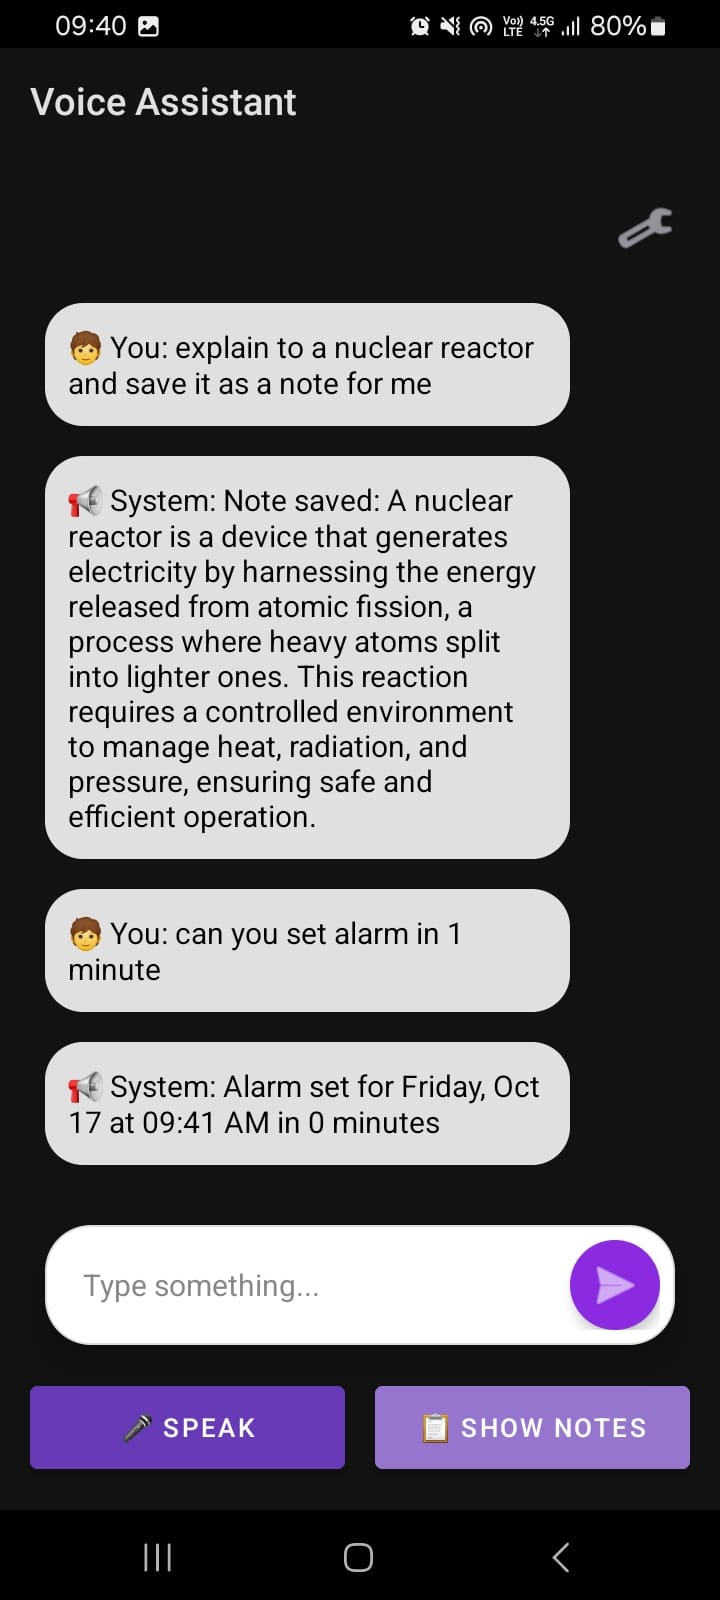 09:40 Vo)) LTE 4.5G 80%
Voice Assistant
You: explain to a nuclear reactor
and save it as a note for me
System: Note saved: A nuclear
reactor is a device that generates
electricity by harnessing the energy
released from atomic fission, a
process where heavy atoms split
into lighter ones. This reaction
requires a controlled environment
to manage heat, radiation, and
pressure, ensuring safe and
efficient operation.
You: can you set alarm in 1
minute
System: Alarm set for Friday, Oct
17 at 09:41 AM in 0 minutes
Type something...
SPEAK
SHOW NOTES